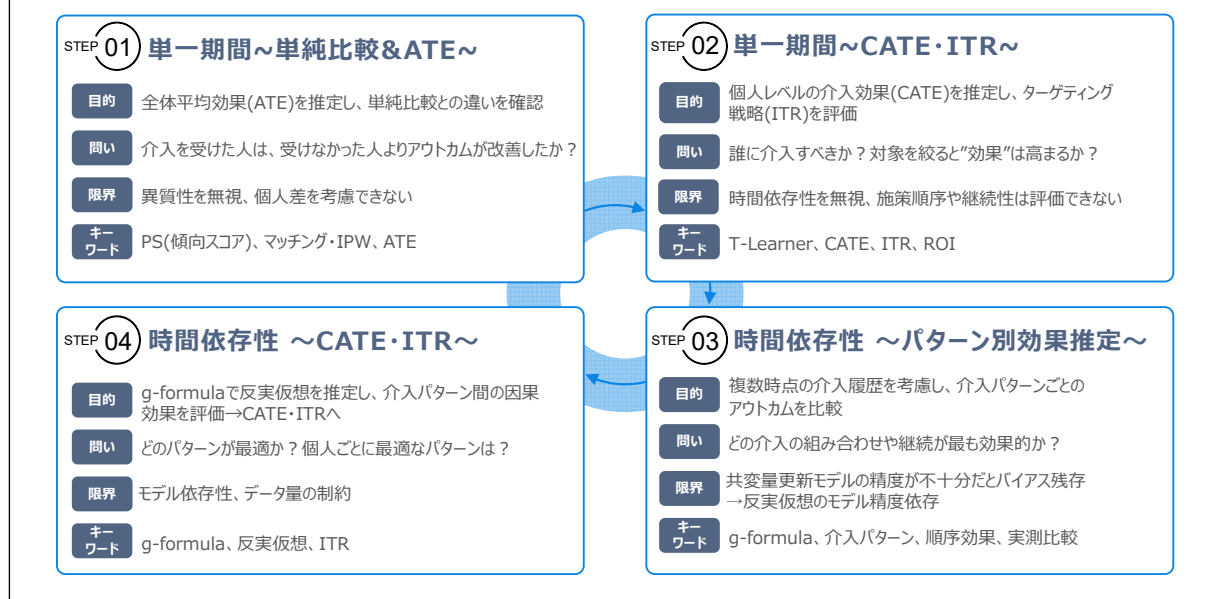 STEP 01 単一期間~単純比較&ATE~
目的 全体平均効果(ATE)を推定し、単純比較との違いを確認
問い 介入を受けた人は、受けなかった人よりアウトカムが改善したか？
限界 異質性を無視、個人差を考慮できない
キー
ワード
PS(傾向スコア)、マッチング・IPW、ATE
STEP 02 単一期間~CATE・ITR~
目的
個人レベルの介入効果(CATE)を推定し、ターゲティング
戦略(ITR)を評価
問い 誰に介入すべきか？対象を絞ると”効果”は高まるか？
限界 時間依存性を無視、施策順序や継続性は評価できない
キー
ワード
T-Learner、CATE、ITR、ROI
STEP 03 時間依存性 ～パターン別効果推定～
目的
複数時点の介入履歴を考慮し、介入パターンごとの
アウトカムを比較
問い どの介入の組み合わせや継続が最も効果的か？
限界
共変量更新モデルの精度が不十分だとバイアス残存
→反実仮想のモデル精度依存
キー
ワード
g-formula、介入パターン、順序効果、実測比較
STEP 04 時間依存性 ～CATE・ITR～
目的
g-formulaで反実仮想を推定し、介入パターン間の因果
効果を評価→CATE・ITRへ
問い どのパターンが最適か？個人ごとに最適なパターンは？
限界 モデル依存性、データ量の制約
キー
ワード
g-formula、反実仮想、ITR